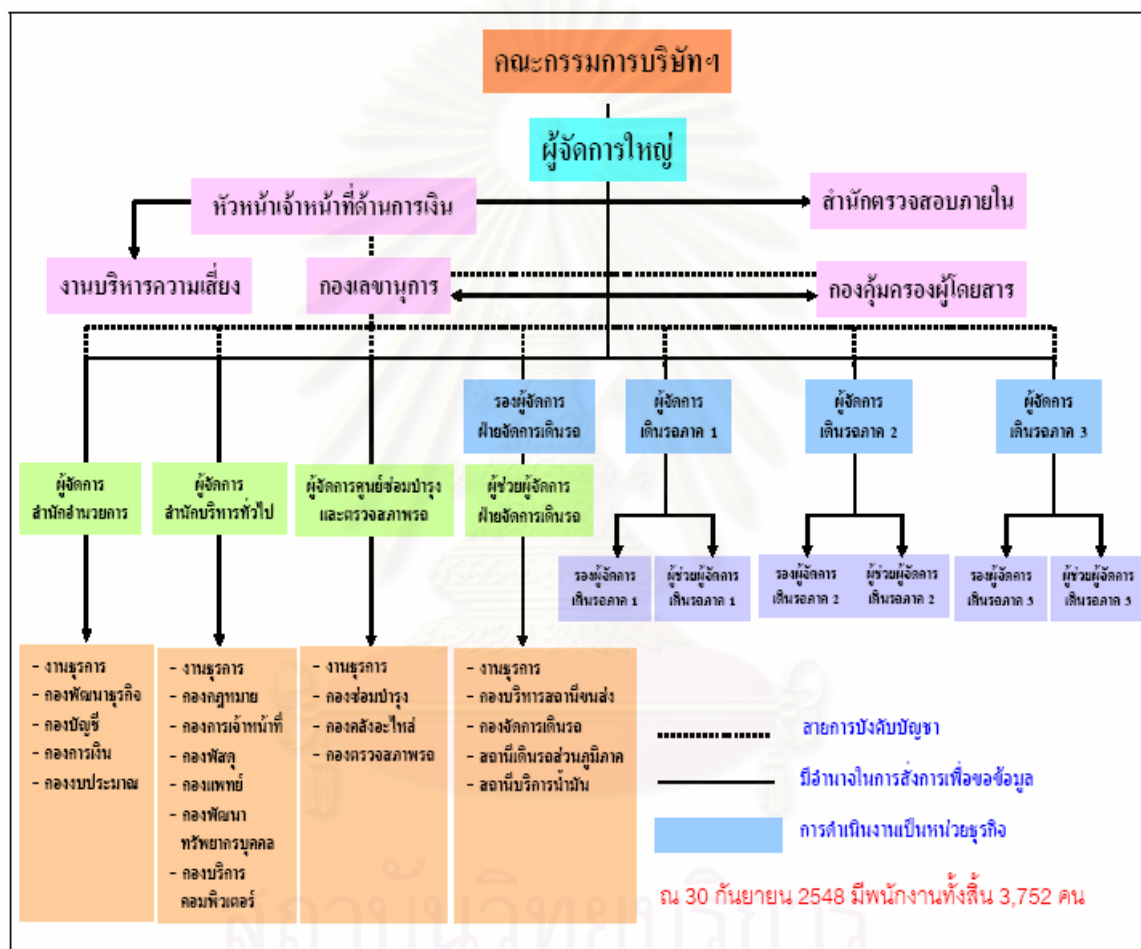 คณะกรรมการบริษัทฯ
ผู้จัดการใหญ่
หัวหน้าเจ้าหน้าที่ด้านการเงิน
สำนักตรวจสอบภายใน
งานบริหารความเสี่ยง
กองเลขานุการ
กองคุ้มครองผู้โดยสาร
รองผู้จัดการ
ฝ่ายจัดการเดินรถ
ผู้จัดการ
เดินรถภาค 1
ผู้จัดการ
เดินรถภาค 2
ผู้จัดการ
เดินรถภาค 3
ผู้จัดการ
สำนักอำนวยการ
ผู้จัดการ
สำนักบริหารทั่วไป
ผู้จัดการศูนย์ซ่อมบำรุง
และตรวจสภาพรถ
ผู้ช่วยผู้จัดการ
ฝ่ายจัดการเดินรถ
รองผู้จัดการ
เดินรถภาค 1
ผู้ช่วยผู้จัดการ
เดินรถภาค 1
รองผู้จัดการ
เดินรถภาค 2
ผู้ช่วยผู้จัดการ
เดินรถภาค 2
รองผู้จัดการ
เดินรถภาค 3
ผู้ช่วยผู้จัดการ
เดินรถภาค 3
- งานธุรการ
- กองพัฒนาธุรกิจ
- กองบัญชี
- กองการเงิน
- กองงบประมาณ
- งานธุรการ
- กองกฎหมาย
- กองการเจ้าหน้าที่
- กองพัสดุ
- กองแพทย์
- กองพัฒนา
ทรัพยากรบุคคล
- กองบริการ
คอมพิวเตอร์
- งานธุรการ
- กองซ่อมบำรุง
- กองคลังอะไหล่
- กองตรวจสภาพรถ
- งานธุรการ
- กองบริหารสถานีขนส่ง
- กองจัดการเดินรถ
- สถานีเดินรถส่วนภูมิภาค
- สถานีบริการน้ำมัน
สายการบังคับบัญชา
มีอำนาจในการสั่งการเพื่อขอข้อมูล
การดำเนินงานเป็นหน่วยธุรกิจ
ณ 30 กันยายน 2548 มีพนักงานทั้งสิ้น 3,752 คน
สถาบันวิทยบริการ